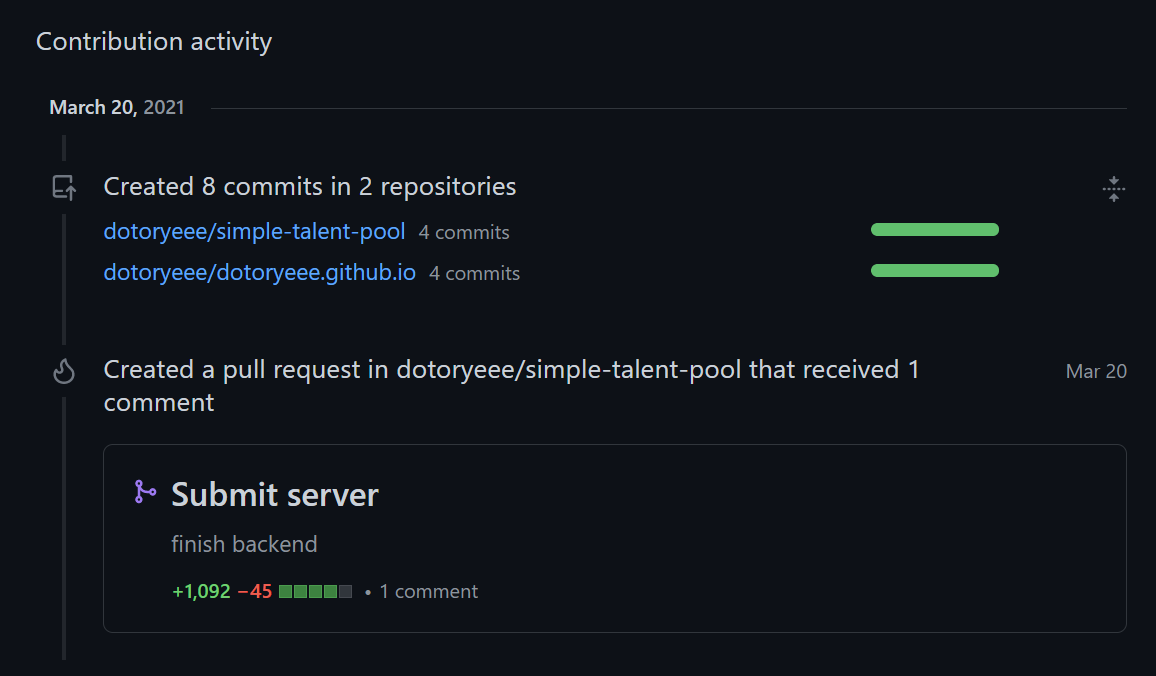 Contribution activity
March 20, 2021
Created 8 commits in 2 repositories
dotoryeee/simple-talent-pool 4 commits
dotoryeee/dotoryeee.github.io 4 commits
Created a pull request in dotoryeee/simple-talent-pool that received 1 Mar 20
comment
Submit server
finish backend
+1,092 −45 • 1 comment